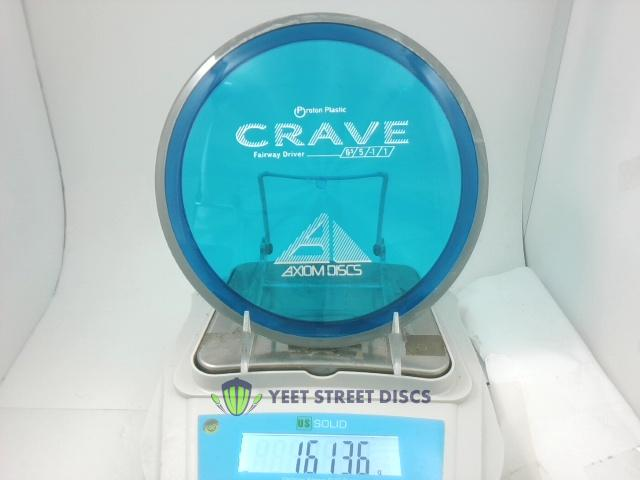 Proton Plastic
CRAVE
Fairway Driver 6.5/5/-1/1
AXIOM DISCS
YEET STREET DISCS
US SOLID
161.36 g